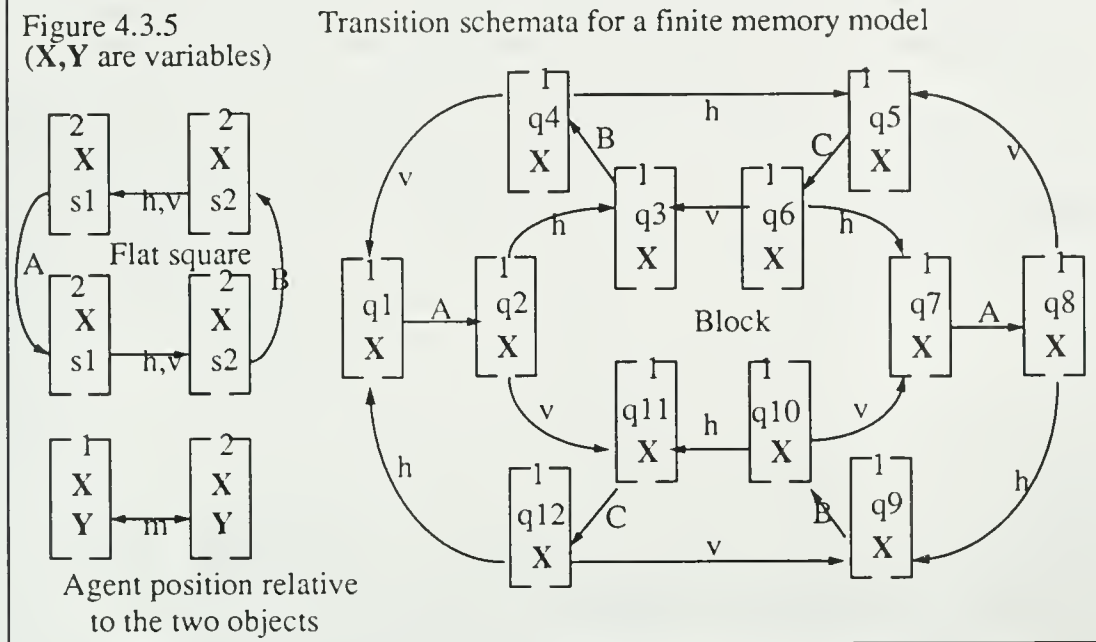 Figure 4.3.5
(X,Y are variables)
Transition schemata for a finite memory model
2
X
s1
2
X
s2
h,v
A
Flat square
B
2
X
s1
2
X
s2
h,v
1
X
Y
2
X
Y
m
Agent position relative
to the two objects
1
q4
X
h
1
q5
X
v
B
C
v
1
q3
X
v
1
q6
X
h
h
1
q1
X
A
1
q2
X
Block
1
q7
X
A
1
q8
X
v
1
q11
X
h
1
q10
X
v
h
C
B
h
1
q12
X
v
1
q9
X